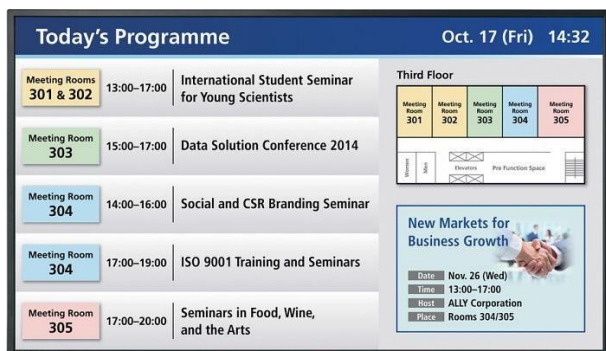 Today's Programme
Oct. 17 (Fri) 14:32
Meeting Rooms
301 & 302
13:00–17:00
International Student Seminar
for Young Scientists
Meeting Room
303
15:00–17:00
Data Solution Conference 2014
Meeting Room
304
14:00–16:00
Social and CSR Branding Seminar
Meeting Room
304
17:00–19:00
ISO 9001 Training and Seminars
Meeting Room
305
17:00–20:00
Seminars in Food, Wine,
and the Arts
Third Floor
Meeting
Room
301
Meeting
Room
302
Meeting
Room
303
Meeting
Room
304
Meeting
Room
305
Women
Men
Elevators
Pre Function Space
New Markets for
Business Growth
Date Nov. 26 (Wed)
Time 13:00–17:00
Host ALLY Corporation
Place Rooms 304/305